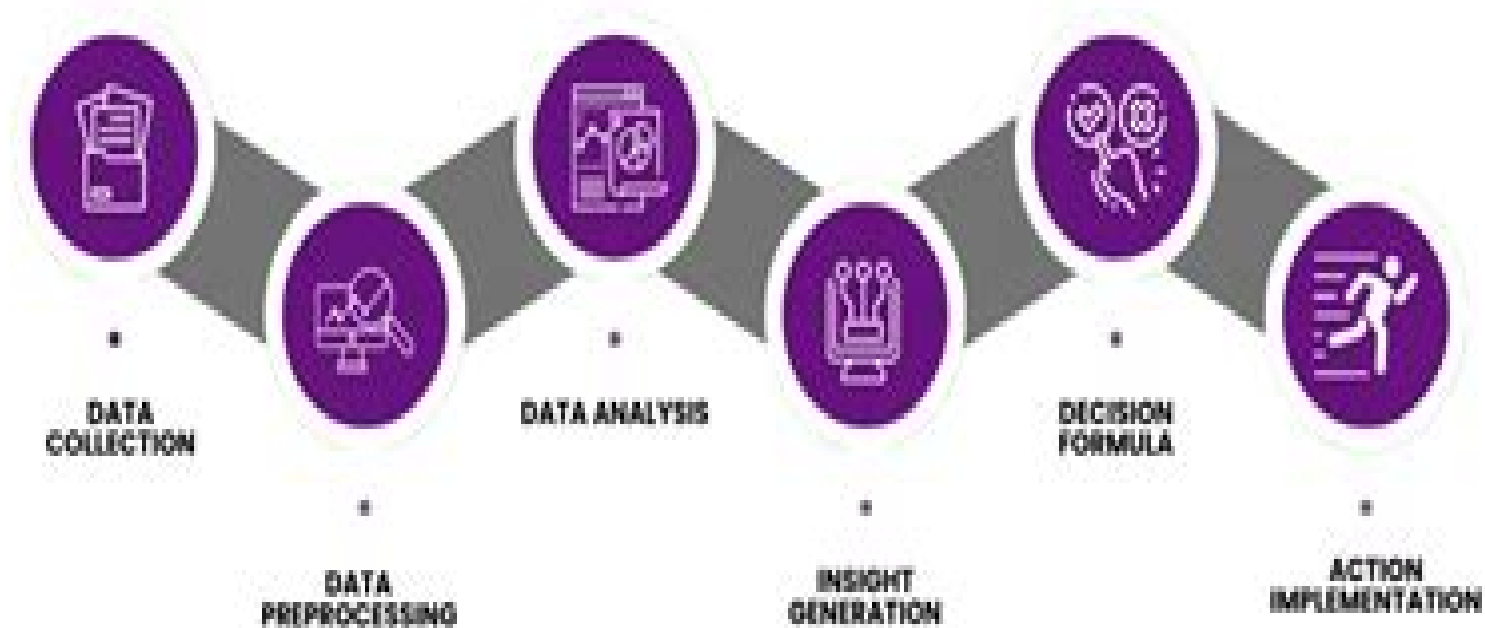 DATA
COLLECTION
DATA
PREPROCESSING
DATA ANALYSIS
INSIGHT
GENERATION
DECISION
FORMULA
ACTION
IMPLEMENTATION